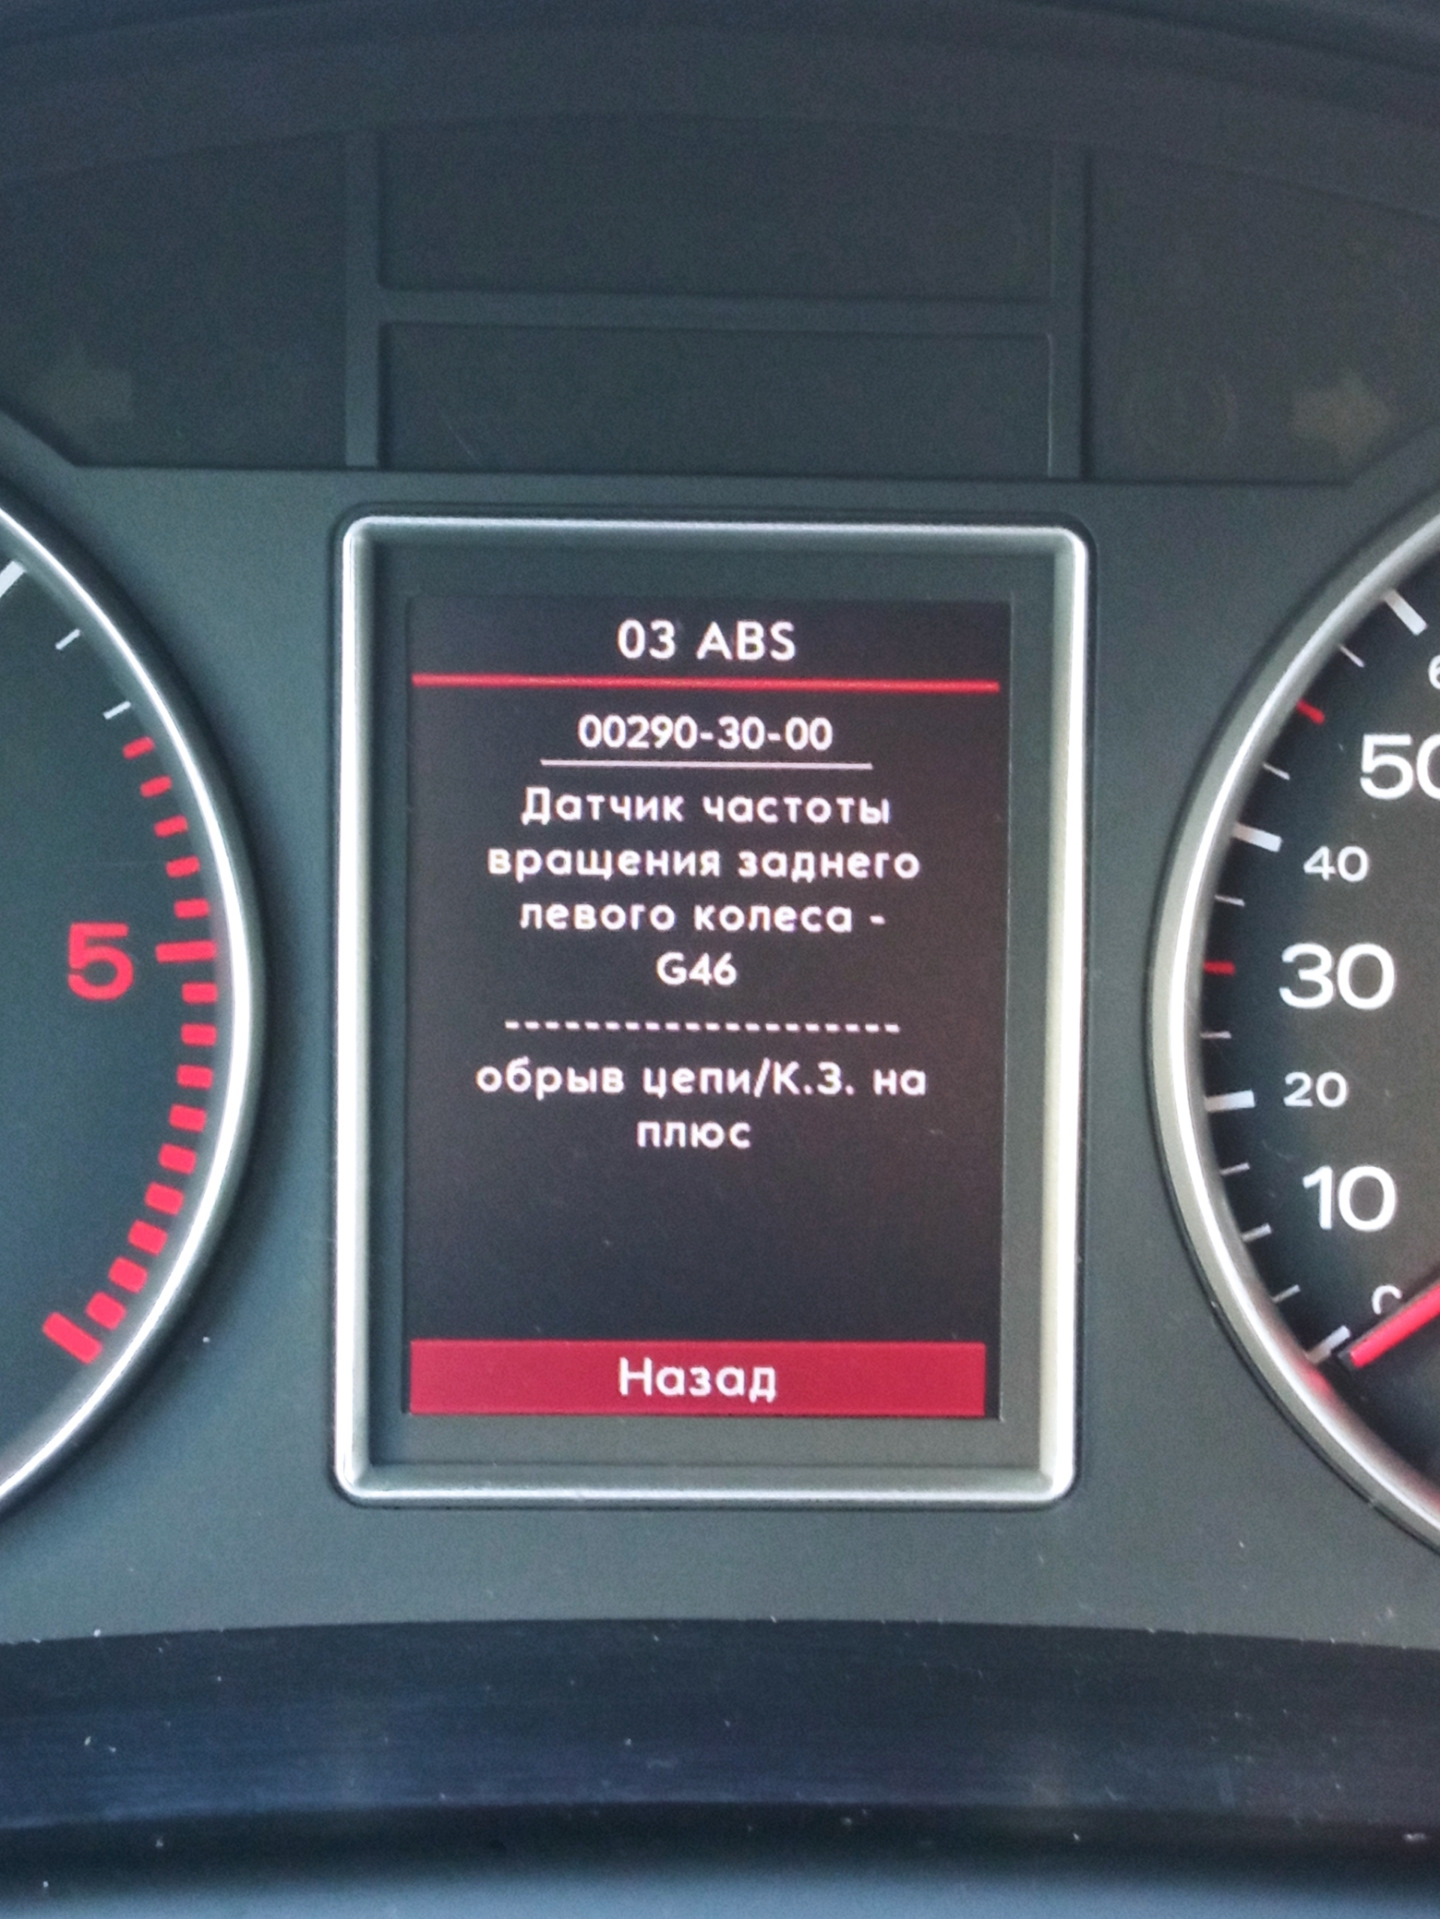 03 ABS
00290-30-00
Датчик частоты
вращения заднего
левого колеса -
G46
--------------------
обрыв цепи/К.З. на
плюс
Назад
5
50
40
30
20
10